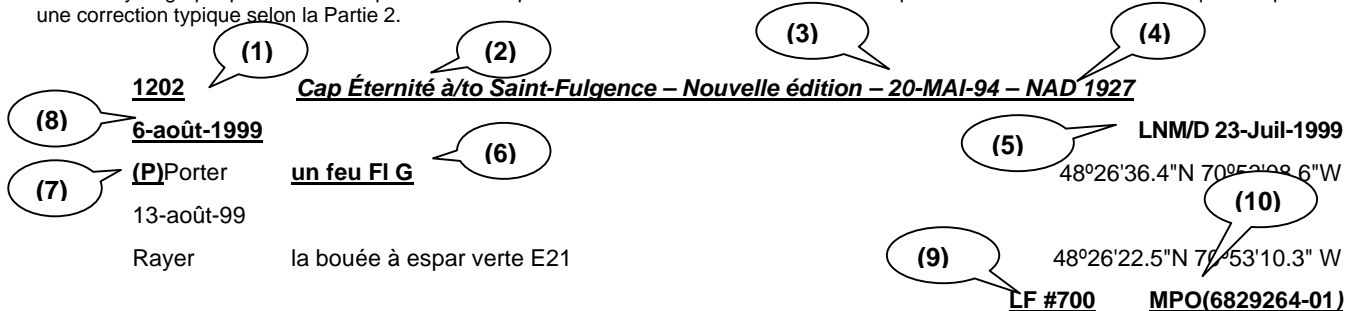 une correction typique selon la Partie 2.
(1) (2) (3) (4)
1202 Cap Éternité à/to Saint-Fulgence – Nouvelle édition – 20-MAI-94 – NAD 1927
(8) 6-août-1999 (5) LNM/D 23-Juil-1999
(7) (P)Porter un feu Fl G (6) 48º26'36.4"N
13-août-99 (10)
Rayer la bouée à espar verte E21 (9) 48º26'22.5"N 70º53'10.3" W
LF #700 MPO(6829264-01)